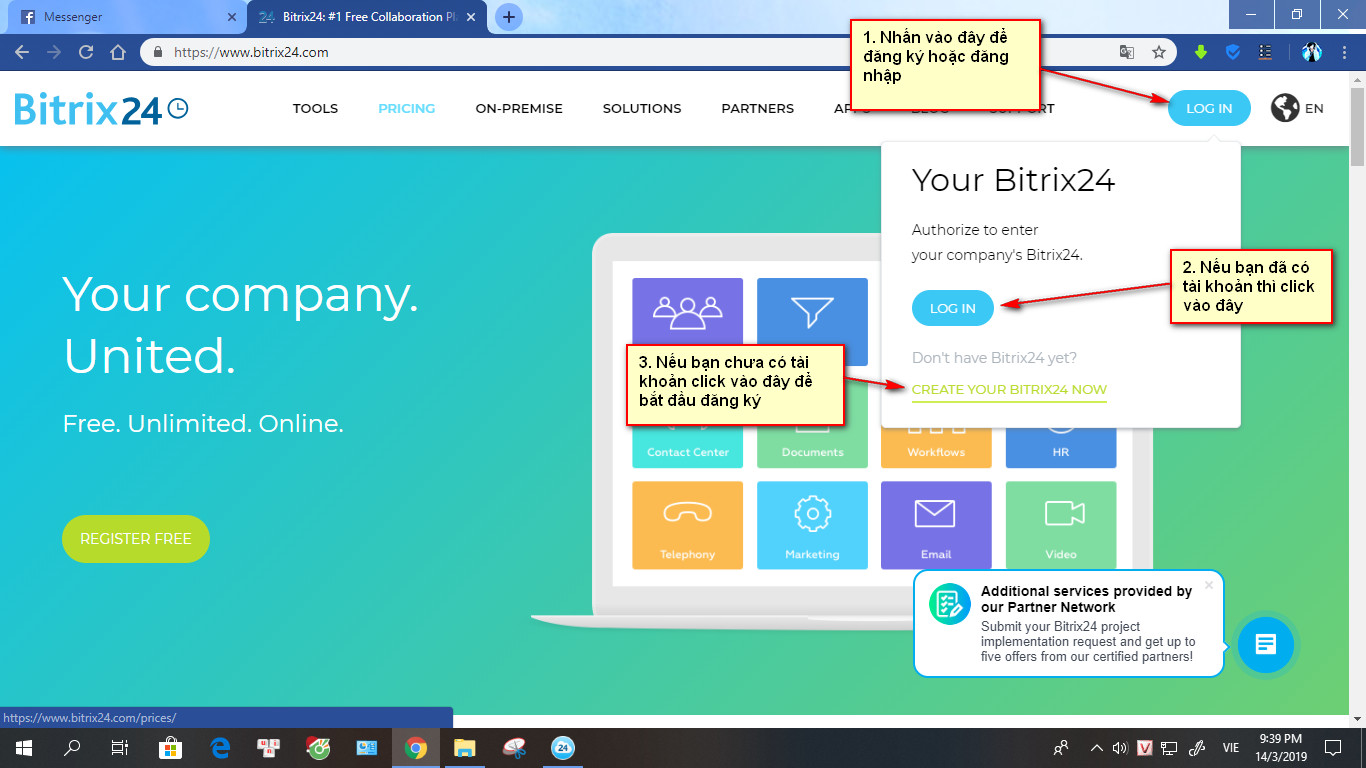 Messenger
Bitrix24: #1 Free Collaboration Pl
https://www.bitrix24.com
1. Nhấn vào đây để
đăng ký hoặc đăng
nhập
Bitrix24
TOOLS
PRICING
ON-PREMISE
SOLUTIONS
PARTNERS
LOG IN
EN
Your Bitrix24
Authorize to enter
your company's Bitrix24.
LOG IN
2. Nếu bạn đã có
tài khoản thì click
vào đây
Don't have Bitrix24 yet?
CREATE YOUR BITRIX24 NOW
3. Nếu bạn chưa có tài
khoản click vào đây để
bắt đầu đăng ký
Your company.
United.
Free. Unlimited. Online.
REGISTER FREE
Contact Center
Documents
Workflows
HR
Telephony
Marketing
Email
Video
Additional services provided by
our Partner Network
Submit your Bitrix24 project
implementation request and get up to
five offers from our certified partners!
https://www.bitrix24.com/prices/
24
VIE
9:39 PM
14/3/2019